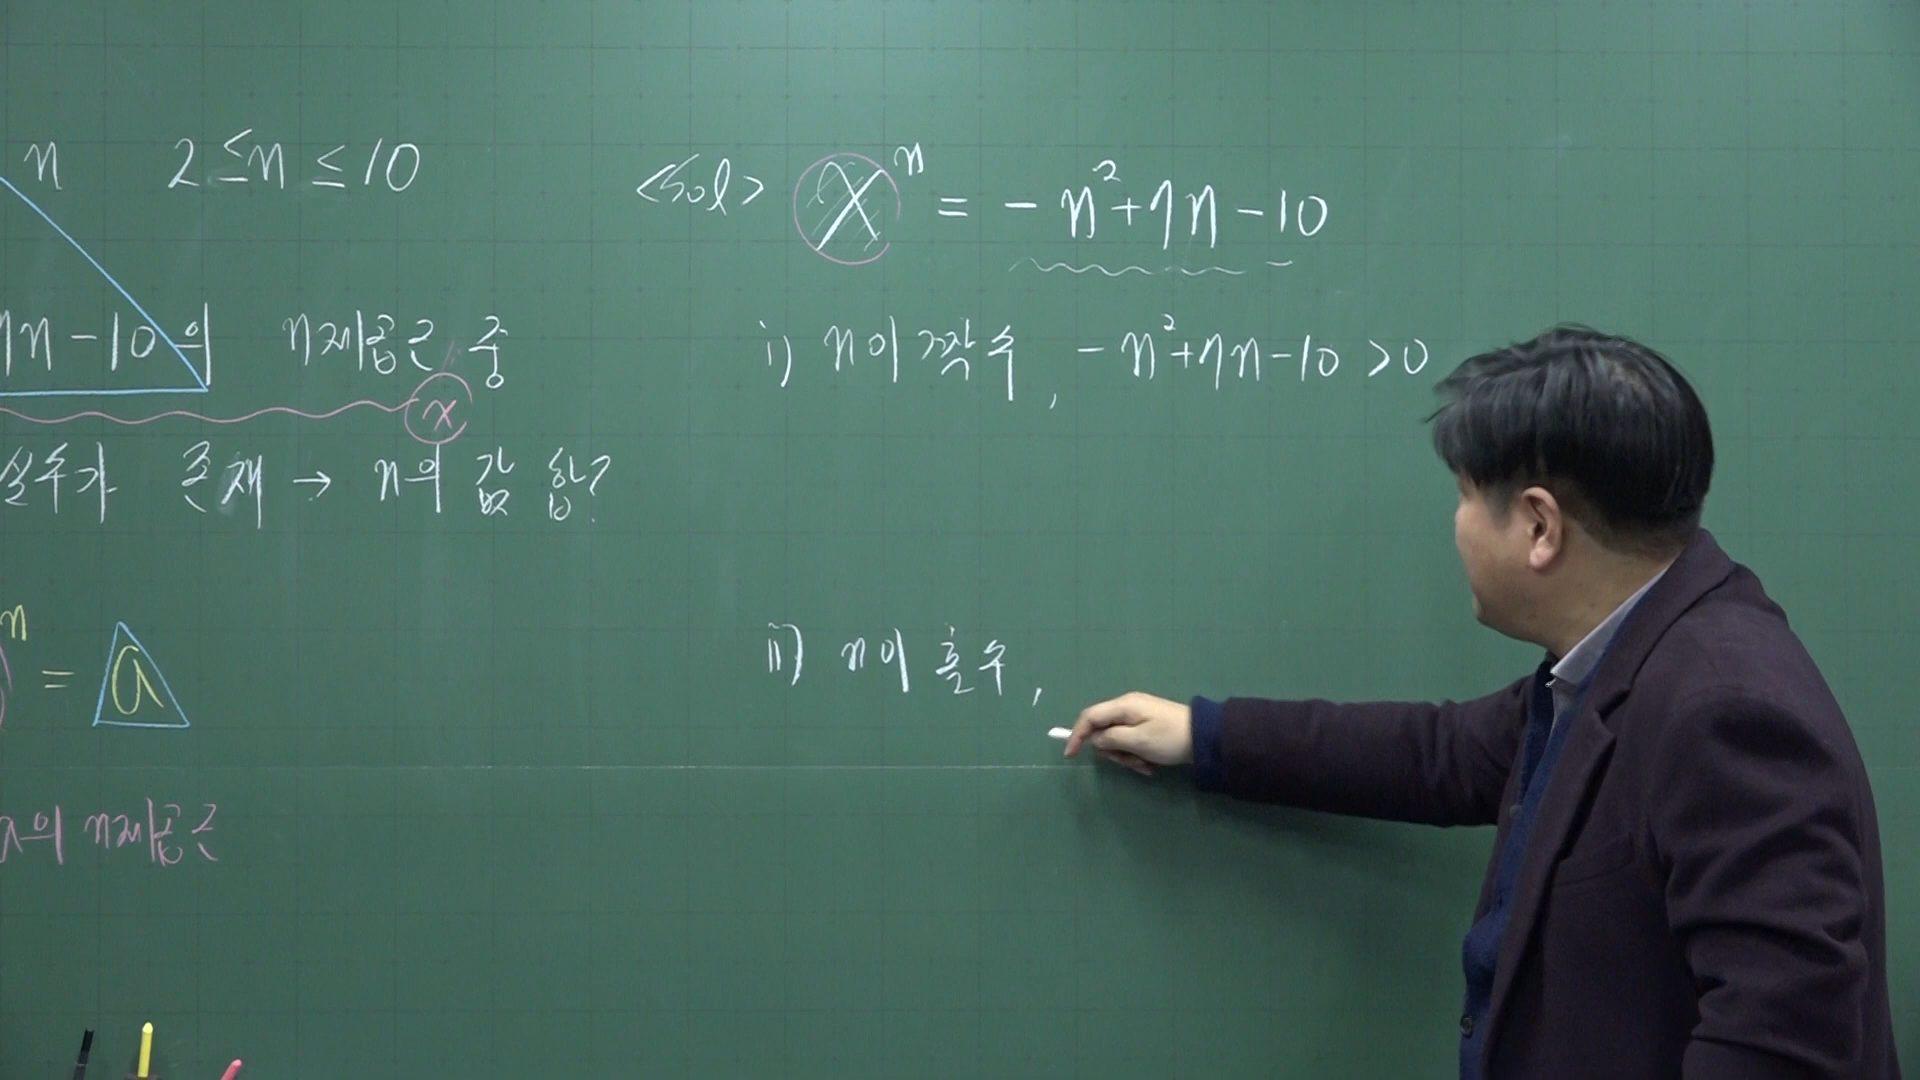 n 2 ≤ n ≤ 10
7n - 10의 n제곱근 중
x
실수가 존재 → n의 값 합?
n
= a
a의 n제곱근
<Sol> xⁿ = - n² + 7n - 10
i) n이 짝수, - n² + 7n - 10 > 0
ii) n이 홀수,